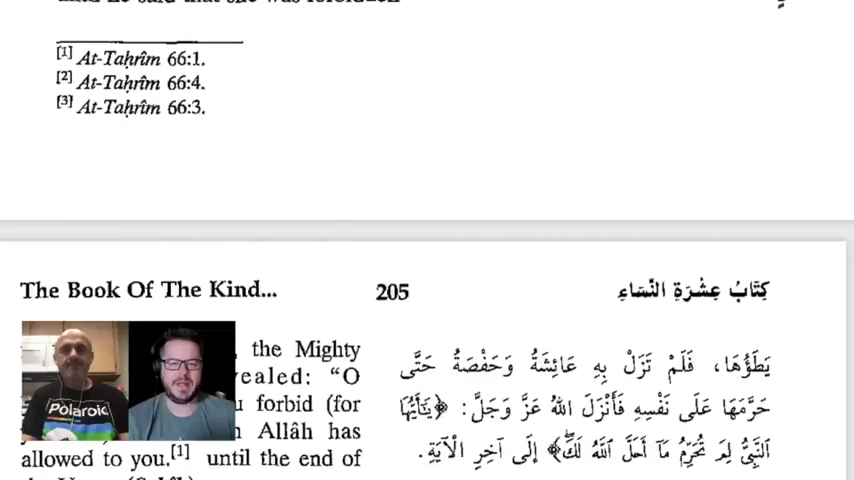 [1] At-Taḥrîm 66:1.
[2] At-Taḥrîm 66:4.
[3] At-Taḥrîm 66:3.
The Book Of The Kind... 205 كِتَابُ عِشْرَةِ النِّسَاءِ
the Mighty
vealed: "O
forbid (for
Allâh has
allowed to you.[1] until the end of
يَطَؤُهَا، فَلَمْ تَزَلْ بِهِ عَائِشَةُ وَحَفْصَةُ حَتَّى
حَرَّمَهَا عَلَى نَفْسِهِ فَأَنْزَلَ اللهُ عَزَّ وَجَلَّ: ﴿يَٰٓأَيُّهَا
ٱلنَّبِىُّ لِمَ تُحَرِّمُ مَآ أَحَلَّ ٱللَّهُ لَكَۖ﴾ إِلَى آخِرِ الْآيَةِ.
Polaroid